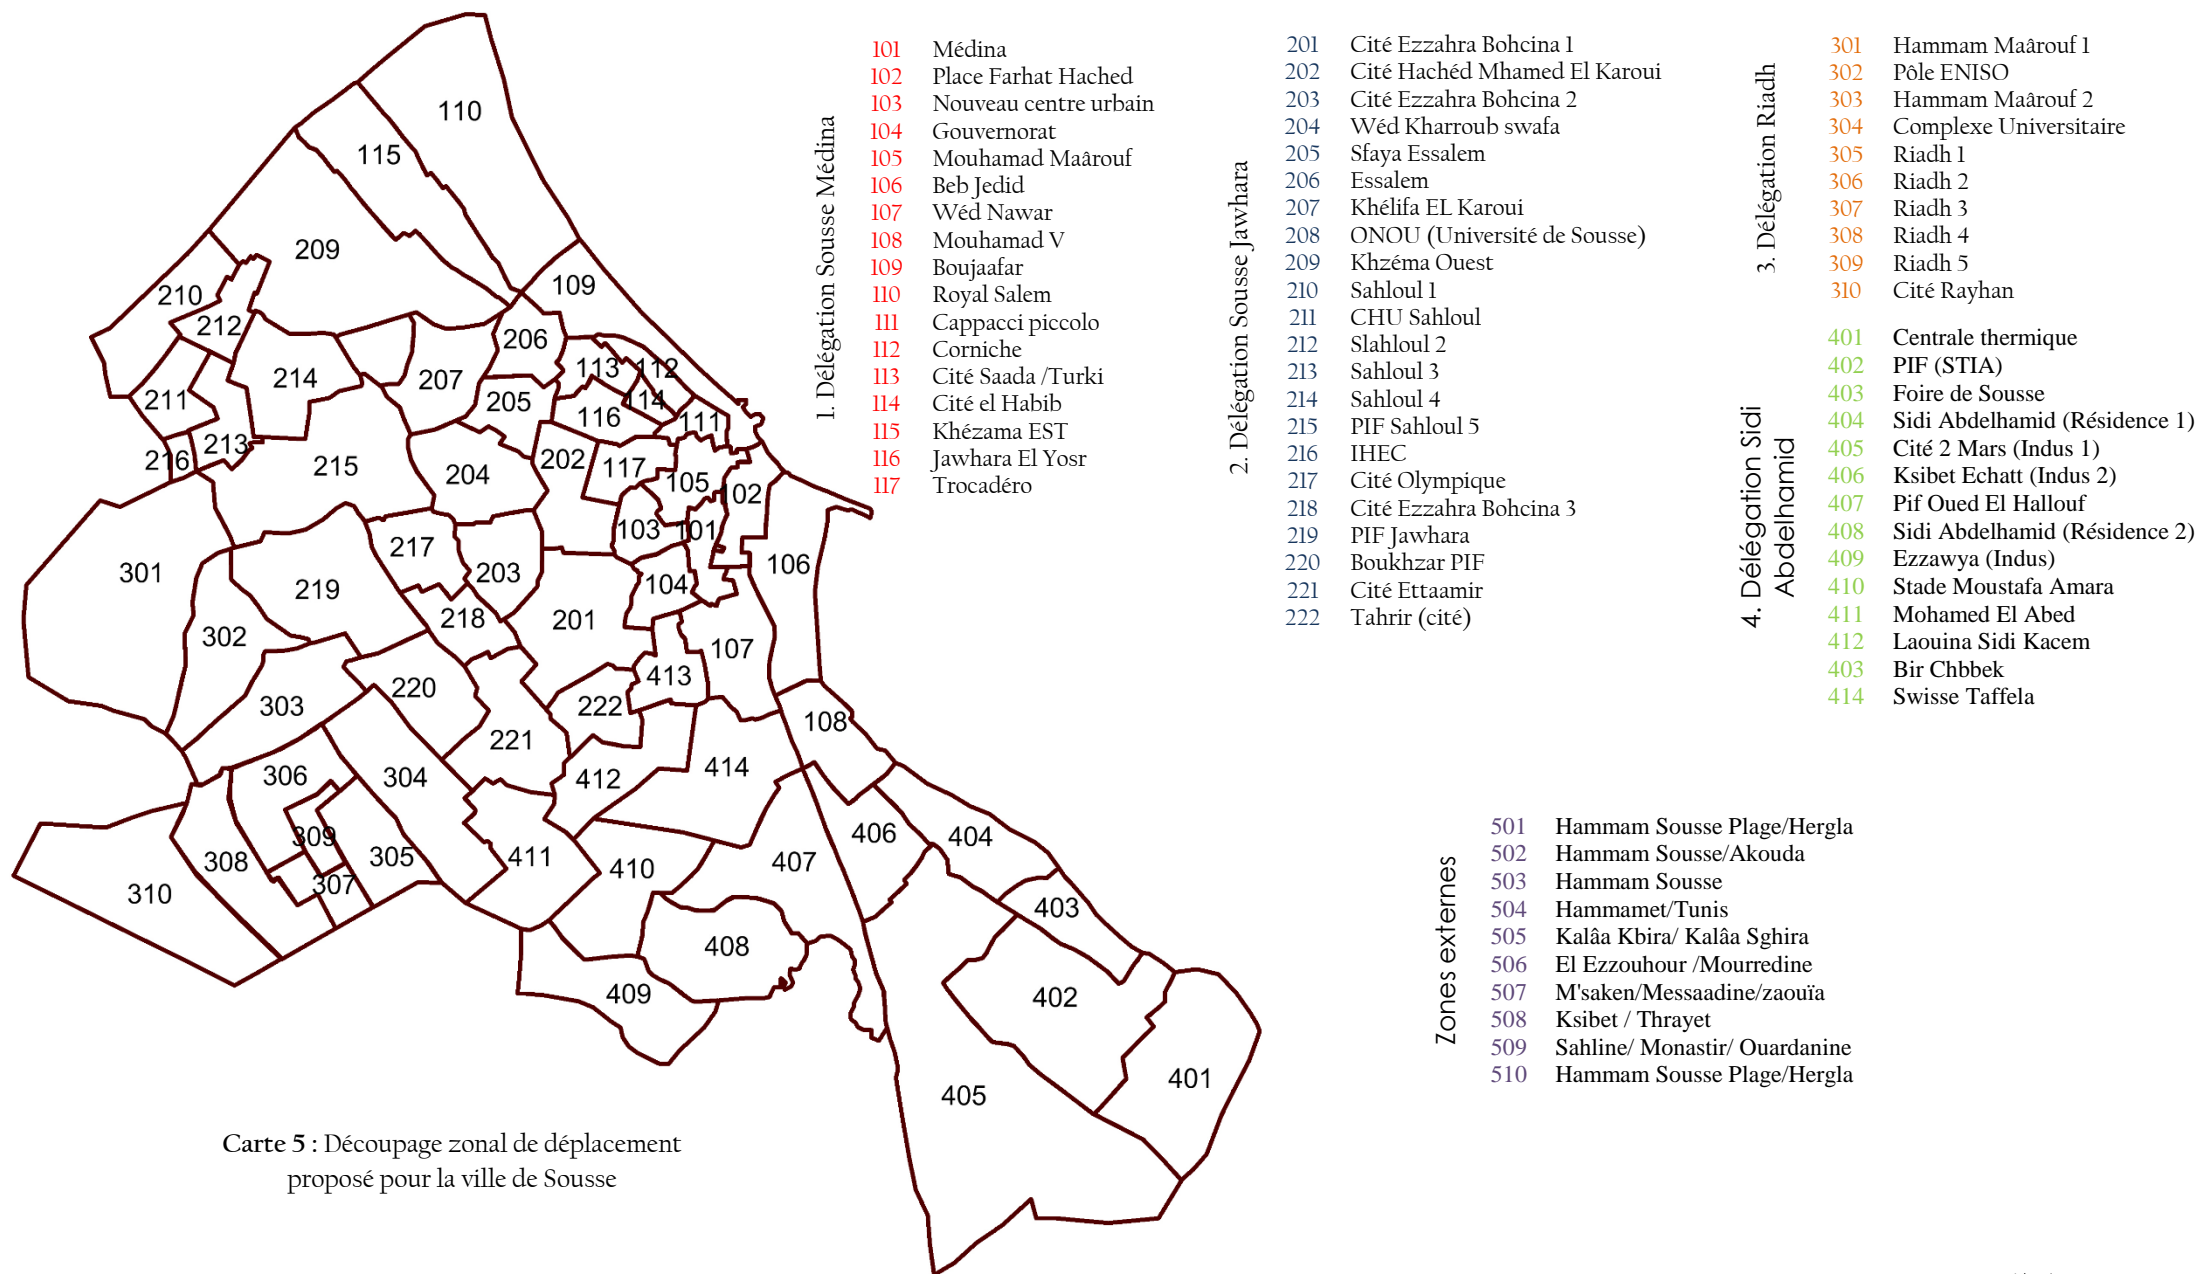 110
115
209
109
210
212
206
113
112
214
207
211
205
114
116
111
213
216
202
215
204
117
105
102
103
101
217
301
219
203
106
104
218
201
302
107
413
220
303
222
108
221
306
304
412
414
309
406
404
308
305
411
410
407
307
310
403
408
409
402
401
405
Carte 5 : Découpage zonal de déplacement
proposé pour la ville de Sousse
1. Délégation Sousse Médina
101 Médina
102 Place Farhat Hached
103 Nouveau centre urbain
104 Gouvernorat
105 Mouhamad Maârouf
106 Beb Jedid
107 Wéd Nawar
108 Mouhamad V
109 Boujaafar
110 Royal Salem
111 Cappacci piccolo
112 Corniche
113 Cité Saada /Turki
114 Cité el Habib
115 Khézama EST
116 Jawhara El Yosr
117 Trocadéro
2. Délégation Sousse Jawhara
201 Cité Ezzahra Bohcina 1
202 Cité Hachéd Mhamed El Karoui
203 Cité Ezzahra Bohcina 2
204 Wéd Kharroub swafa
205 Sfaya Essalem
206 Essalem
207 Khélifa EL Karoui
208 ONOU (Université de Sousse)
209 Khzéma Ouest
210 Sahloul 1
211 CHU Sahloul
212 Slahloul 2
213 Sahloul 3
214 Sahloul 4
215 PIF Sahloul 5
216 IHEC
217 Cité Olympique
218 Cité Ezzahra Bohcina 3
219 PIF Jawhara
220 Boukhzar PIF
221 Cité Ettaamir
222 Tahrir (cité)
3. Délégation Riadh
301 Hammam Maârouf 1
302 Pôle ENISO
303 Hammam Maârouf 2
304 Complexe Universitaire
305 Riadh 1
306 Riadh 2
307 Riadh 3
308 Riadh 4
309 Riadh 5
310 Cité Rayhan
4. Délégation Sidi
Abdelhamid
401 Centrale thermique
402 PIF (STIA)
403 Foire de Sousse
404 Sidi Abdelhamid (Résidence 1)
405 Cité 2 Mars (Indus 1)
406 Ksibet Echatt (Indus 2)
407 Pif Oued El Hallouf
408 Sidi Abdelhamid (Résidence 2)
409 Ezzawya (Indus)
410 Stade Moustafa Amara
411 Mohamed El Abed
412 Laouina Sidi Kacem
403 Bir Chbbek
414 Swisse Taffela
Zones externes
501 Hammam Sousse Plage/Hergla
502 Hammam Sousse/Akouda
503 Hammam Sousse
504 Hammamet/Tunis
505 Kalâa Kbira/ Kalâa Sghira
506 El Ezzouhour /Mourredine
507 M'saken/Messaadine/zaouïa
508 Ksibet / Thrayet
509 Sahline/ Monastir/ Ouardanine
510 Hammam Sousse Plage/Hergla